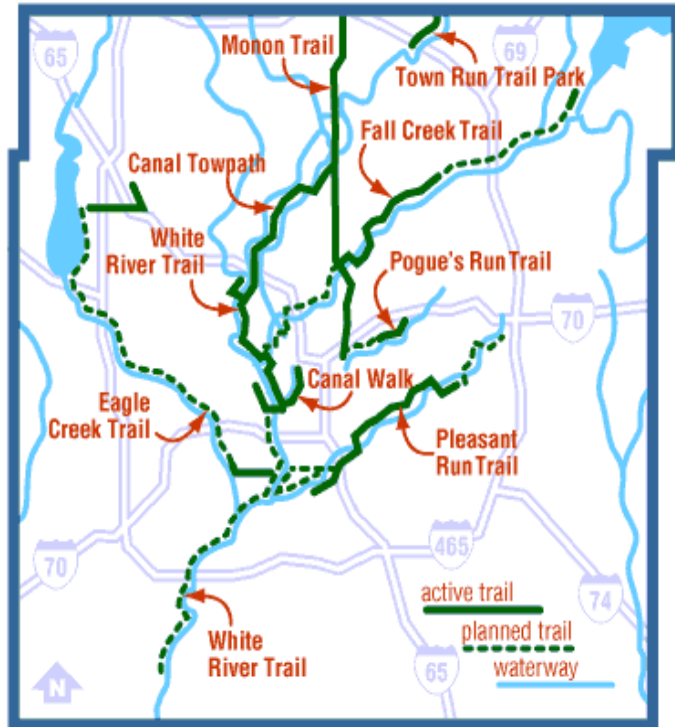 65
Monon Trail
69
Town Run Trail Park
Fall Creek Trail
Canal Towpath
White
River Trail
Pogue's Run Trail
70
Canal Walk
Eagle
Creek Trail
Pleasant
Run Trail
465
70
active trail
74
planned trail
White
River Trail
65
waterway
N